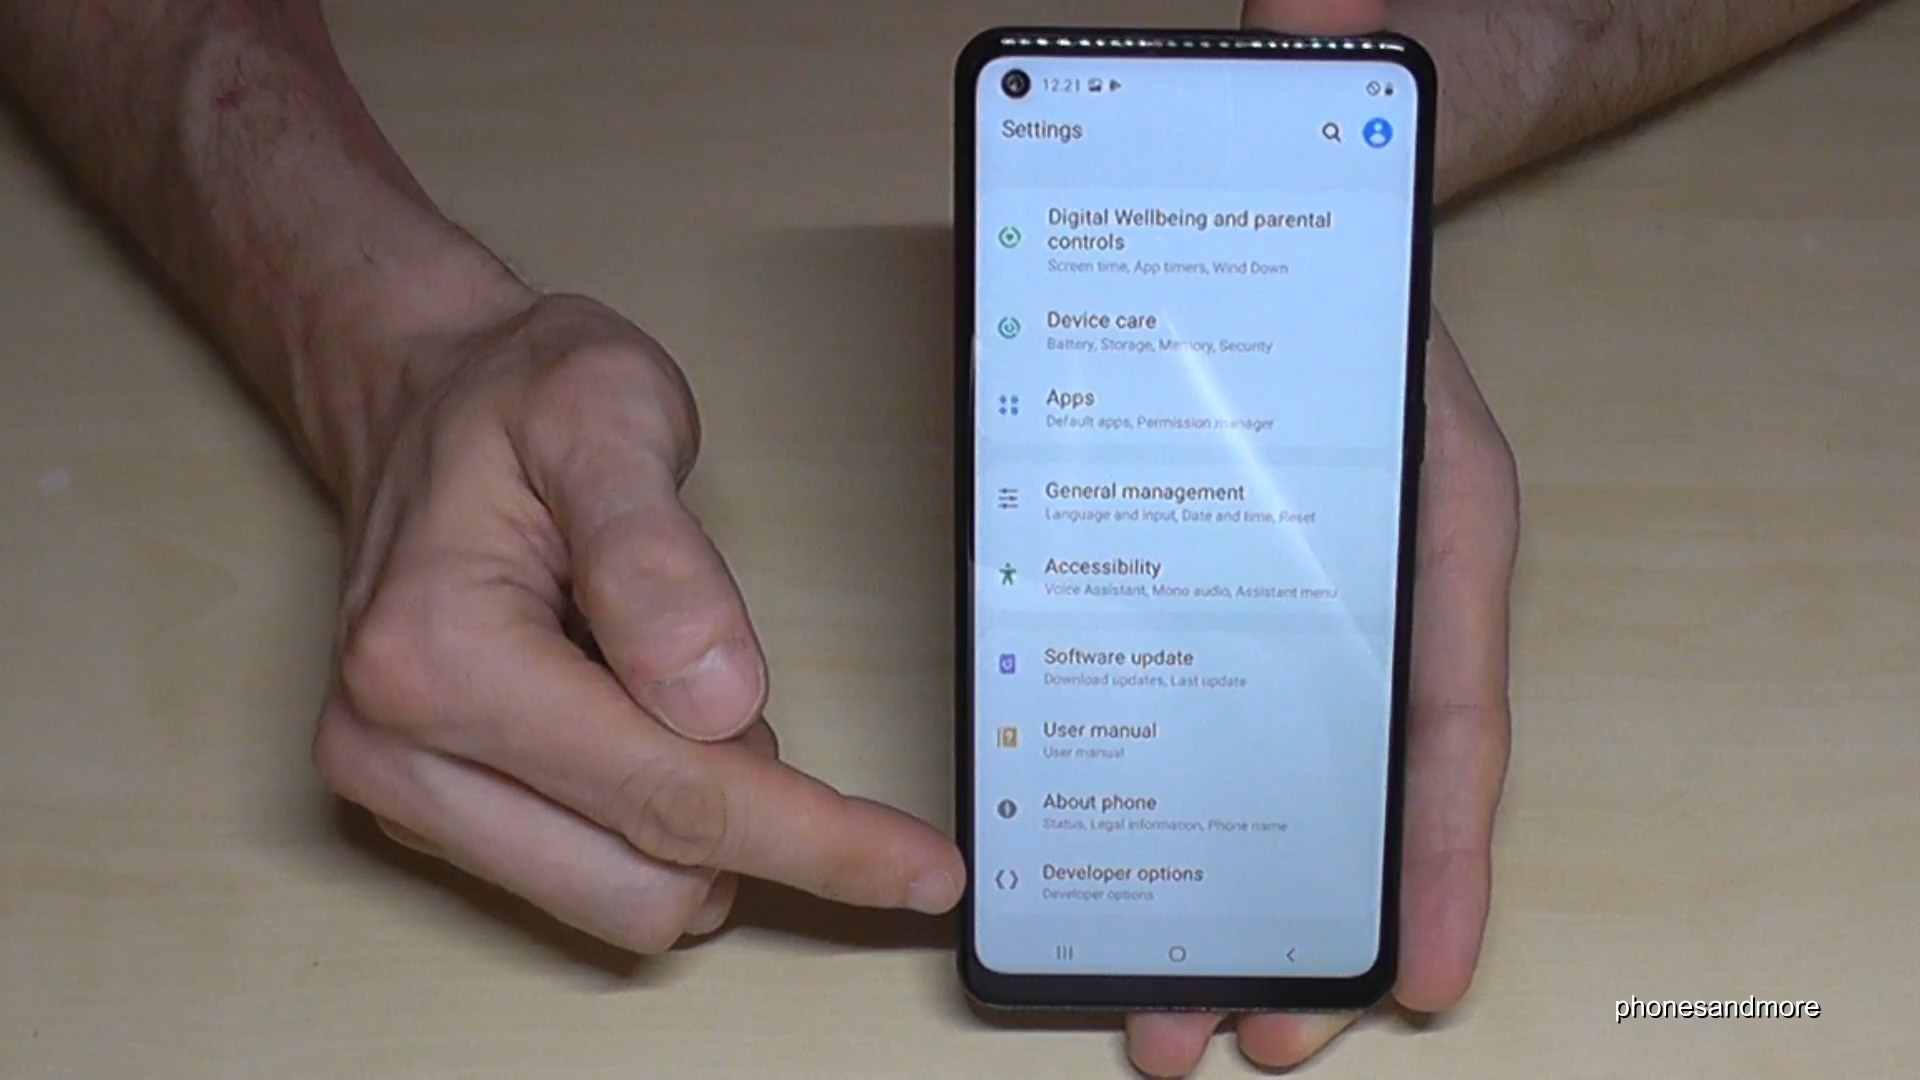 12:21
Settings
Digital Wellbeing and parental
controls
Screen time, App timers, Wind Down
Device care
Battery, Storage, Memory, Security
Apps
Default apps, Permission manager
General management
Language and input, Date and time, Reset
Accessibility
Voice Assistant, Mono audio, Assistant menu
Software update
Download updates, Last update
User manual
User manual
About phone
Status, Legal information, Phone name
Developer options
Developer options
phonesandmore